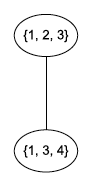 {1, 2, 3}
{1, 3, 4}